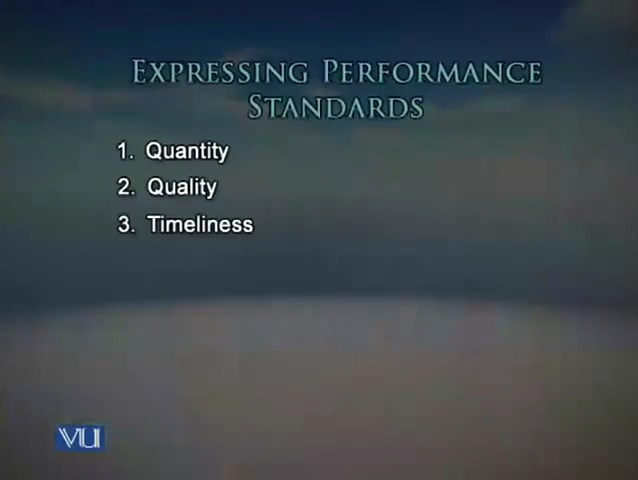 EXPRESSING PERFORMANCE
STANDARDS
1. Quantity
2. Quality
3. Timeliness
VU